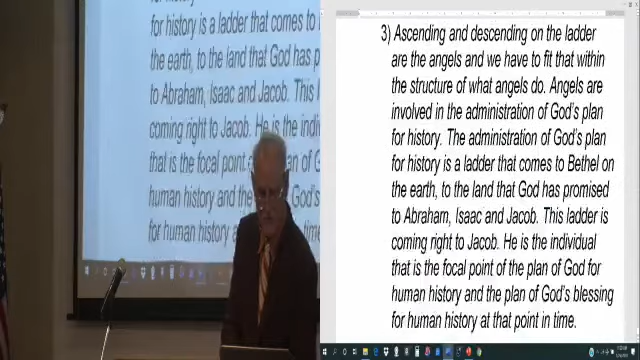 for history
for history is a ladder that comes to
the earth, to the land that God has
to Abraham, Isaac and Jacob. This
coming right to Jacob. He is the
that is the focal point
human history and the God's
for human history a time.
3) Ascending and descending on the ladder
are the angels and we have to fit that within
the structure of what angels do. Angels are
involved in the administration of God's plan
for history. The administration of God's plan
for history is a ladder that comes to Bethel on
the earth, to the land that God has promised
to Abraham, Isaac and Jacob. This ladder is
coming right to Jacob. He is the individual
that is the focal point of the plan of God for
human history and the plan of God's blessing
for human history at that point in time.